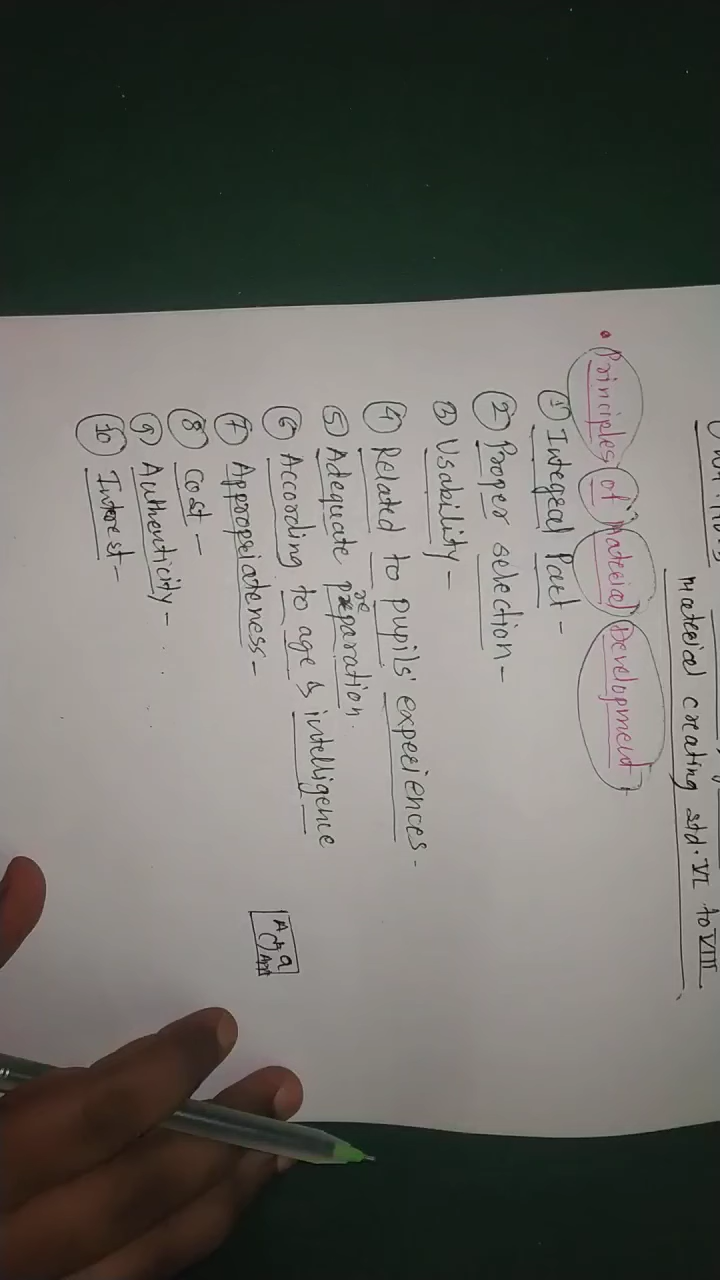 Material creating std. VI to VIII
• Principles of Material Development
① Integral Part -
② Proper selection -
③ Usability -
④ Related to pupils' experiences -
⑤ Adequate preparation.
⑥ According to age & intelligence
⑦ Appropriateness -
⑧ Cost -
⑨ Authenticity -
⑩ Interest -
A a